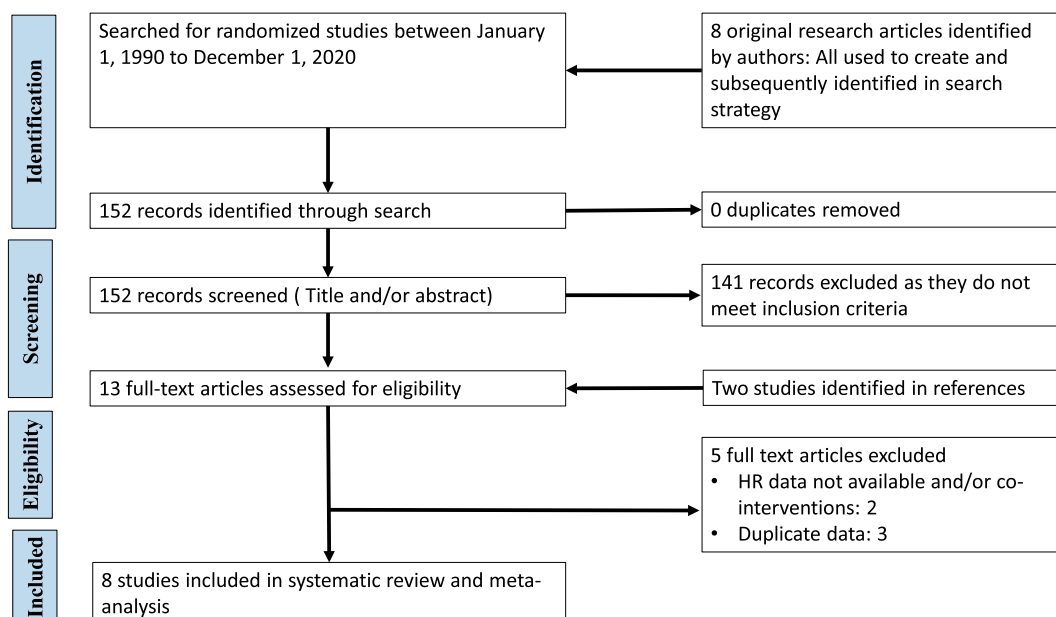 Identification
Searched for randomized studies between January
1, 1990 to December 1, 2020
8 original research articles identified
by authors: All used to create and
subsequently identified in search
strategy
152 records identified through search
0 duplicates removed
Screening
152 records screened ( Title and/or abstract)
141 records excluded as they do not
meet inclusion criteria
13 full-text articles assessed for eligibility
Two studies identified in references
Eligibility
5 full text articles excluded
• HR data not available and/or co-
interventions: 2
• Duplicate data: 3
Included
8 studies included in systematic review and meta-
analysis